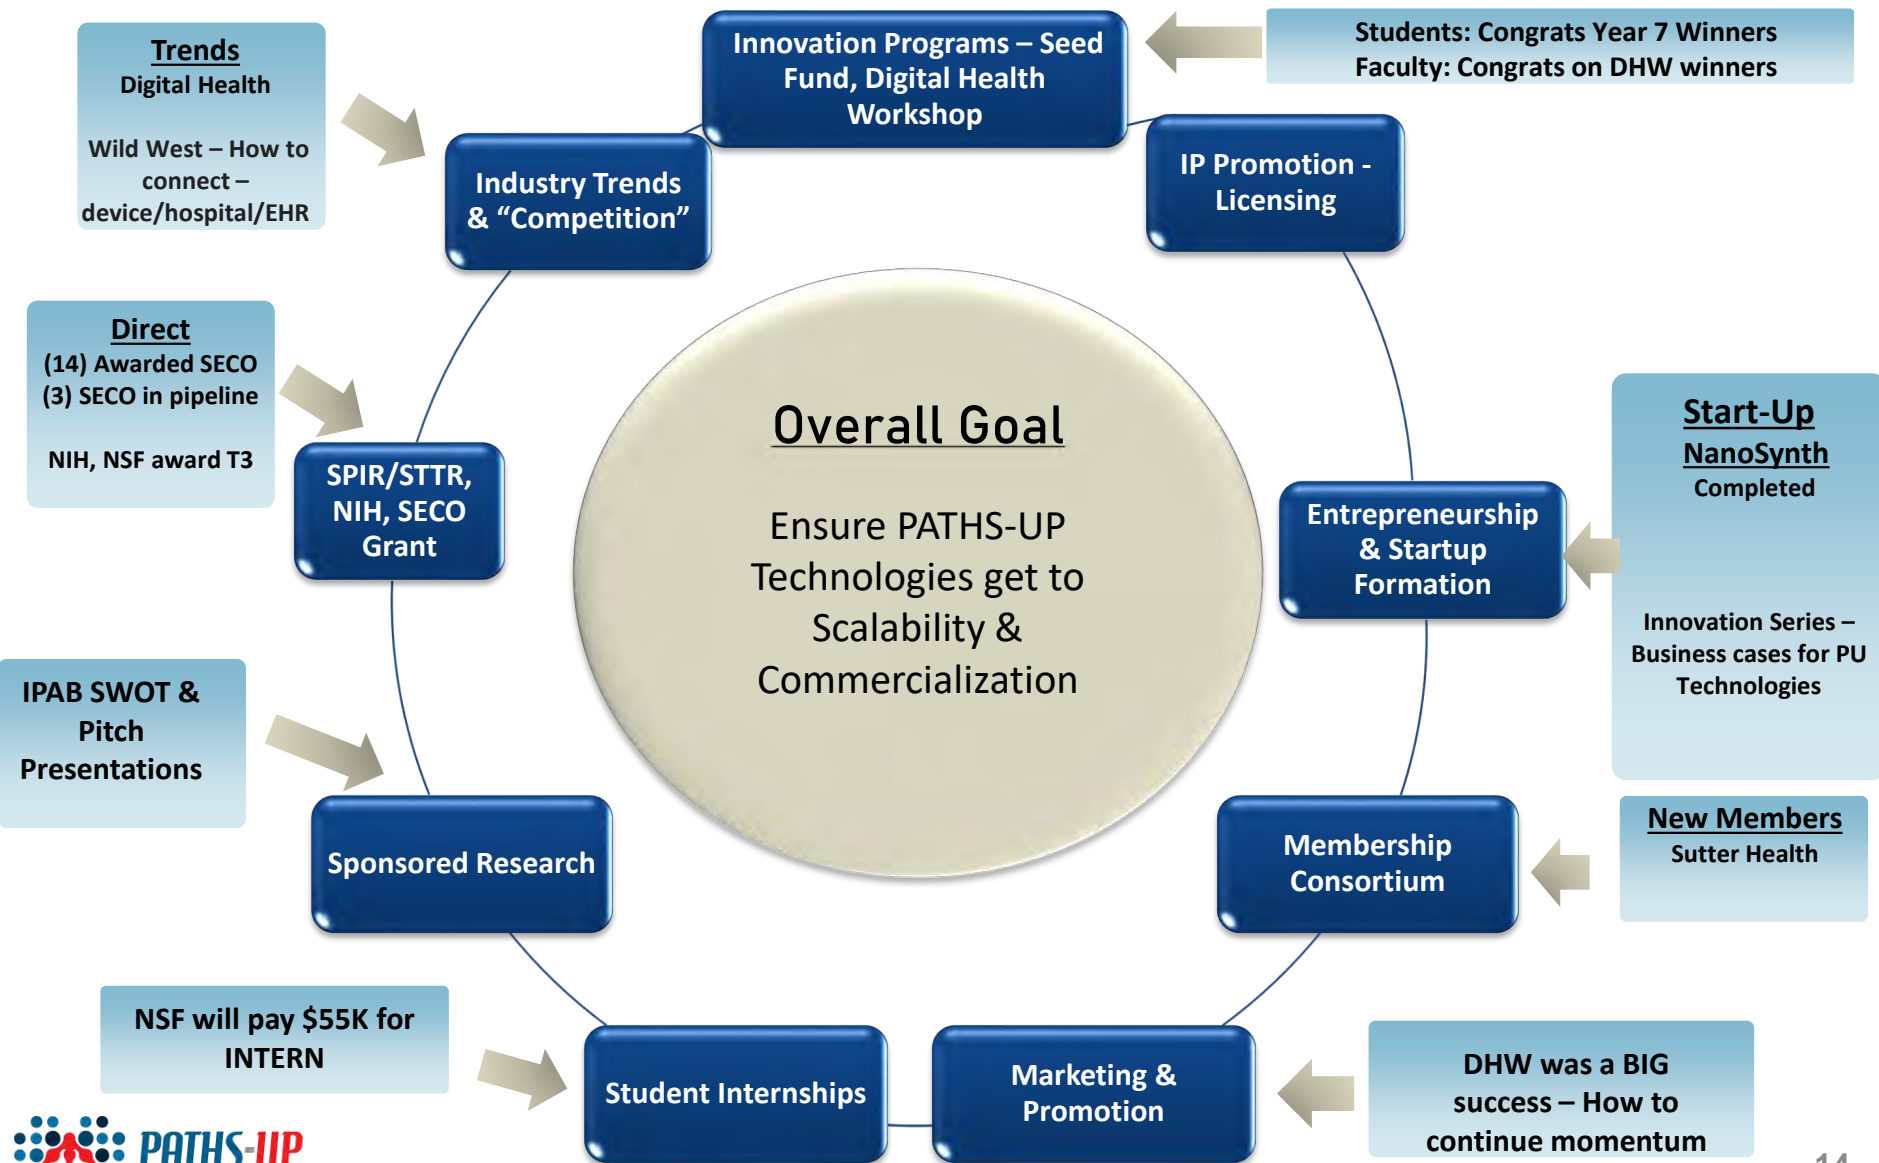 Trends
Digital Health
Wild West – How to
connect –
device/hospital/EHR
Innovation Programs – Seed
Fund, Digital Health
Workshop
Students: Congrats Year 7 Winners
Faculty: Congrats on DHW winners
Industry Trends
& “Competition”
IP Promotion -
Licensing
Direct
(14) Awarded SECO
(3) SECO in pipeline
NIH, NSF award T3
SPIR/STTR,
NIH, SECO
Grant
Overall Goal
Ensure PATHS-UP
Technologies get to
Scalability &
Commercialization
Entrepreneurship
& Startup
Formation
Start-Up
NanoSynth
Completed
Innovation Series –
Business cases for PU
Technologies
IPAB SWOT &
Pitch
Presentations
Sponsored Research
Membership
Consortium
New Members
Sutter Health
NSF will pay $55K for
INTERN
Student Internships
Marketing &
Promotion
DHW was a BIG
success – How to
continue momentum
PATHS-UP
14